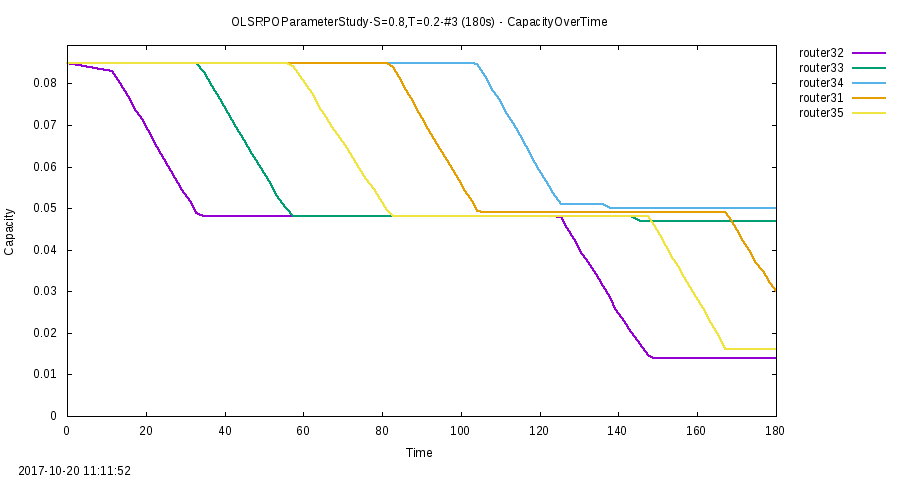 OLSRPOParameterStudy-S=0.8,T=0.2-#3 (180s) - CapacityOverTime
router32
router33
router34
router31
router35
0.08
0.07
0.06
0.05
0.04
0.03
0.02
0.01
0
Capacity
0 20 40 60 80 100 120 140 160 180
Time
2017-10-20 11:11:52